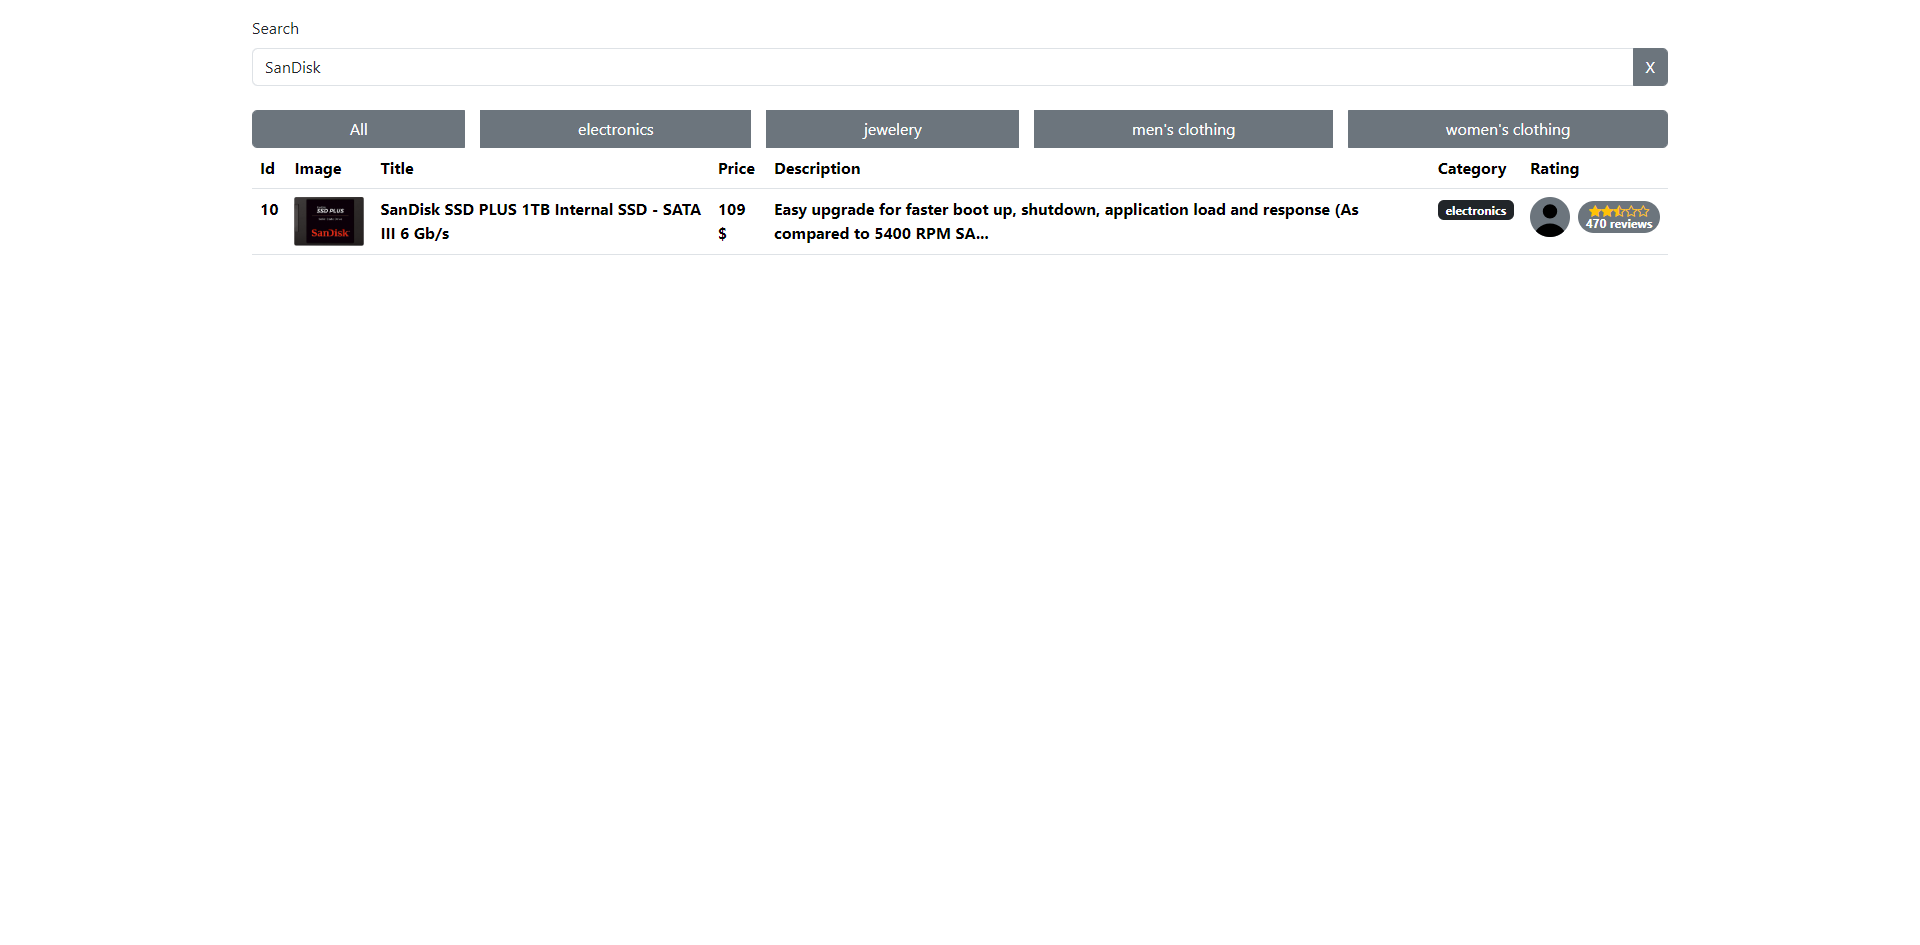 Search
SanDisk X
All electronics jewelery men's clothing women's clothing
Id Image Title Price Description Category Rating
10 SanDisk SSD PLUS 1TB Internal SSD - SATA 109 Easy upgrade for faster boot up, shutdown, application load and response (As electronics
III 6 Gb/s $ compared to 5400 RPM SA... 470 reviews
SSD PLUS
SanDisk